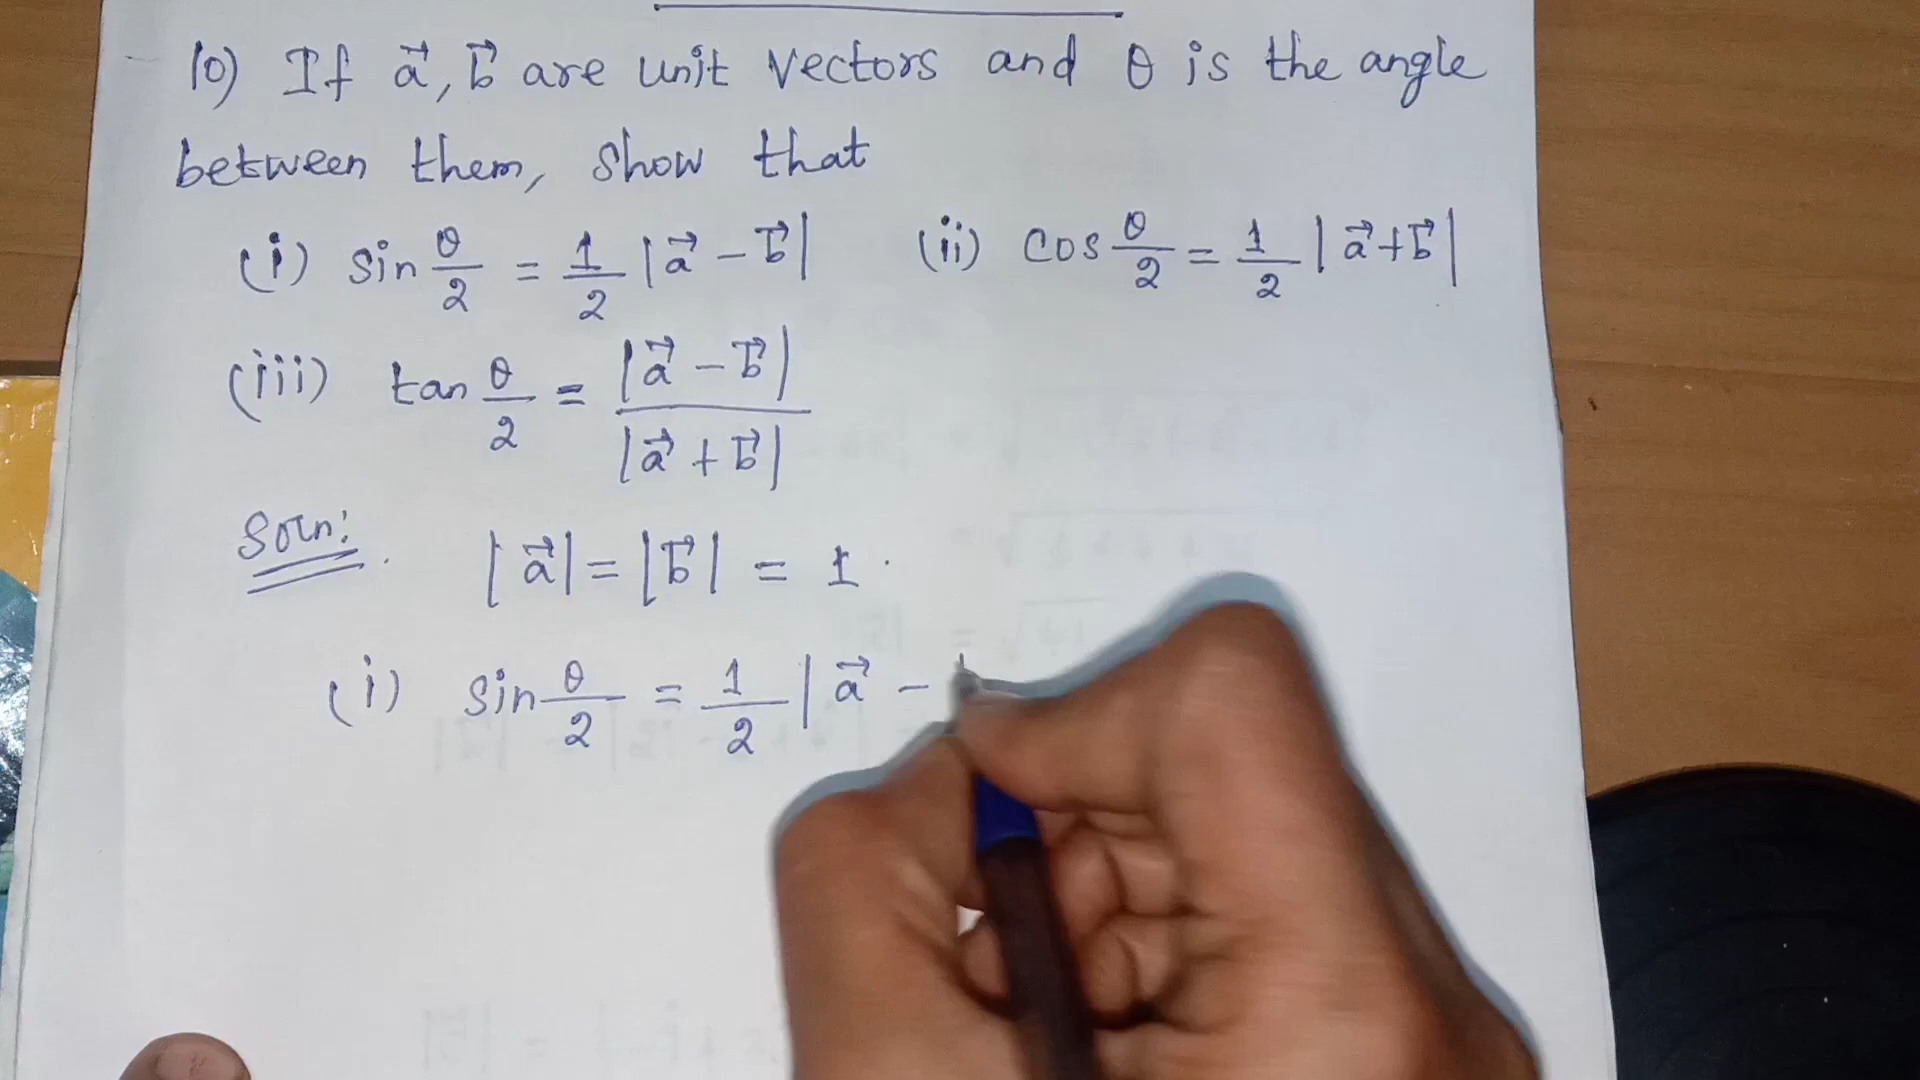 10) If a⃗, b⃗ are unit vectors and θ is the angle
between them, show that
(i) sin θ/2 = 1/2 |a⃗ - b⃗| (ii) cos θ/2 = 1/2 |a⃗ + b⃗|
(iii) tan θ/2 = |a⃗ - b⃗| / |a⃗ + b⃗|
Soln:
|a⃗| = |b⃗| = 1.
(i) sin θ/2 = 1/2 |a⃗ -